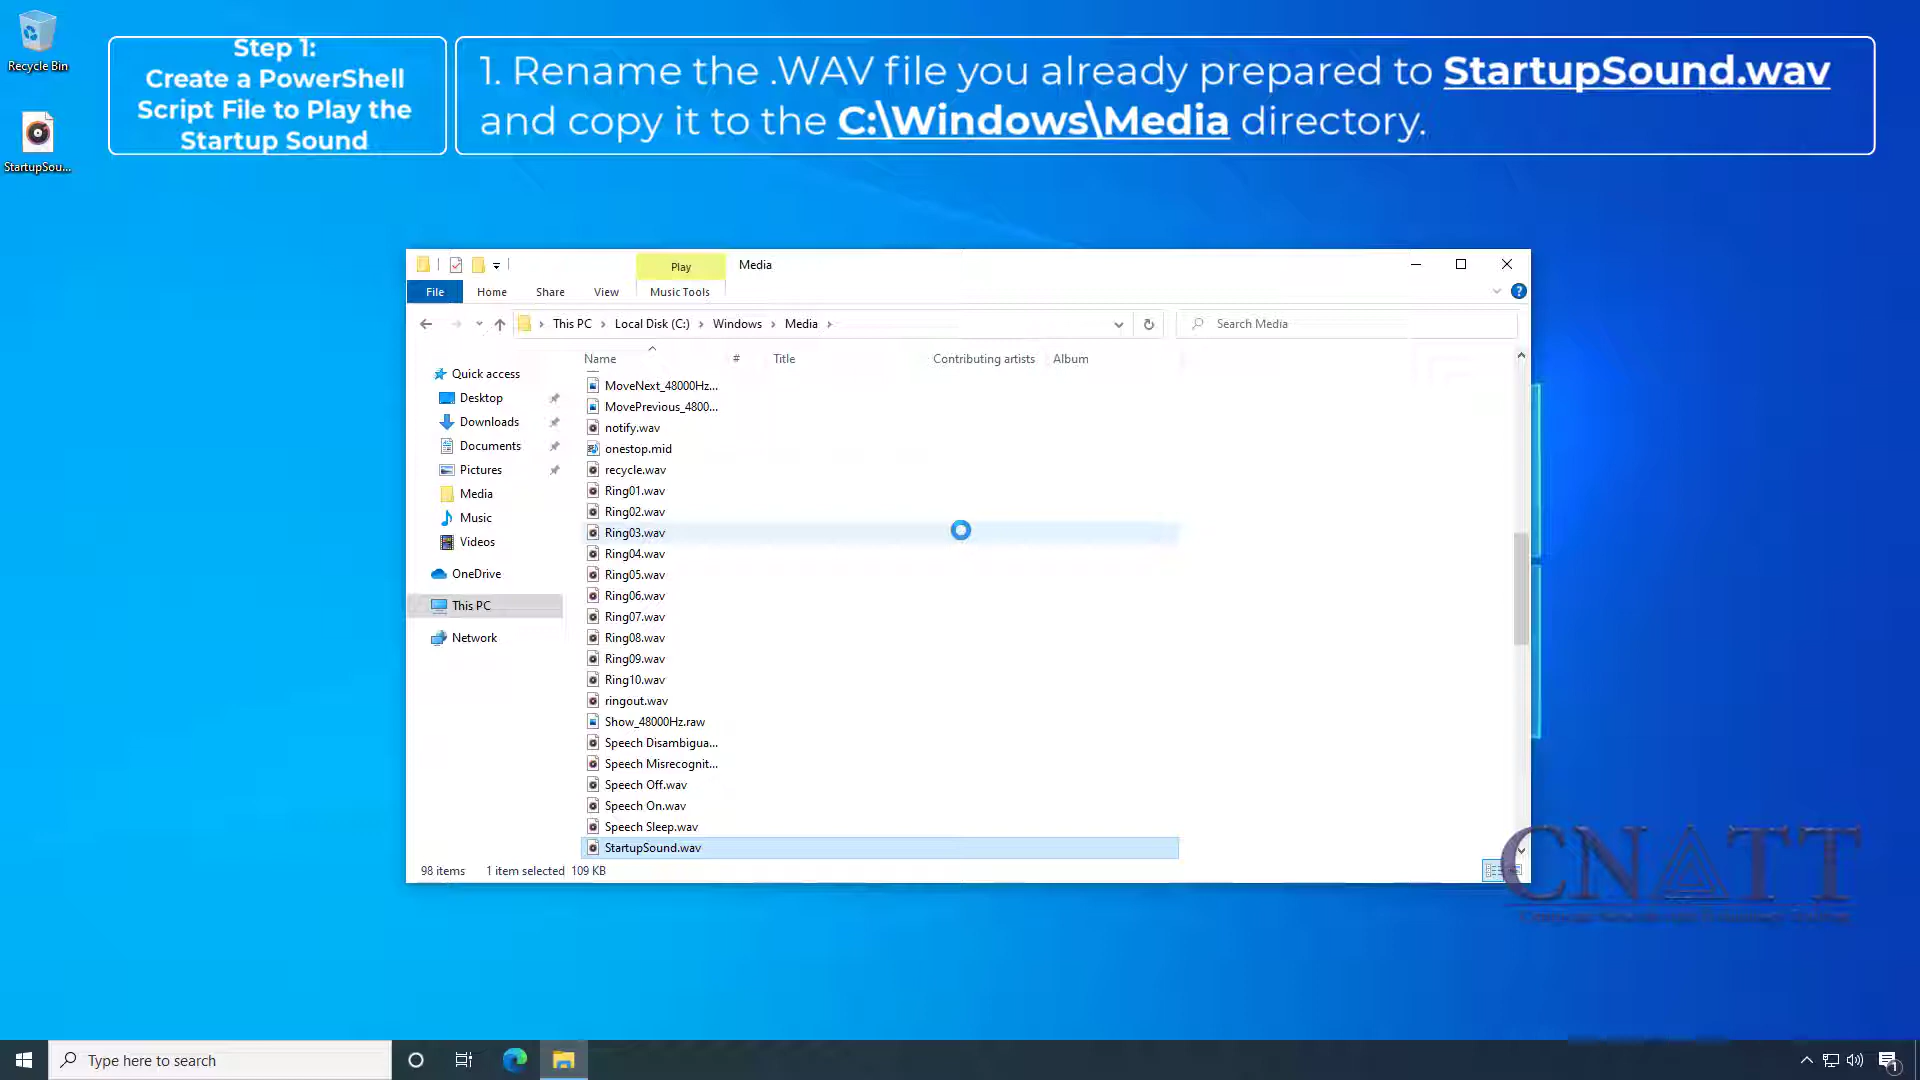 Recycle Bin
StartupSou...
Step 1:
Create a PowerShell
Script File to Play the
Startup Sound
1. Rename the .WAV file you already prepared to StartupSound.wav
and copy it to the C:\Windows\Media directory.
Play
Media
File
Home
Share
View
Music Tools
This PC
Local Disk (C:)
Windows
Media
Search Media
Name
#
Title
Contributing artists
Album
Quick access
Desktop
Downloads
Documents
Pictures
Media
Music
Videos
OneDrive
This PC
Network
MoveNext_48000Hz...
MovePrevious_4800...
notify.wav
onestop.mid
recycle.wav
Ring01.wav
Ring02.wav
Ring03.wav
Ring04.wav
Ring05.wav
Ring06.wav
Ring07.wav
Ring08.wav
Ring09.wav
Ring10.wav
ringout.wav
Show_48000Hz.raw
Speech Disambigua...
Speech Misrecognit...
Speech Off.wav
Speech On.wav
Speech Sleep.wav
StartupSound.wav
98 items
1 item selected 109 KB
CNATT
Type here to search
1